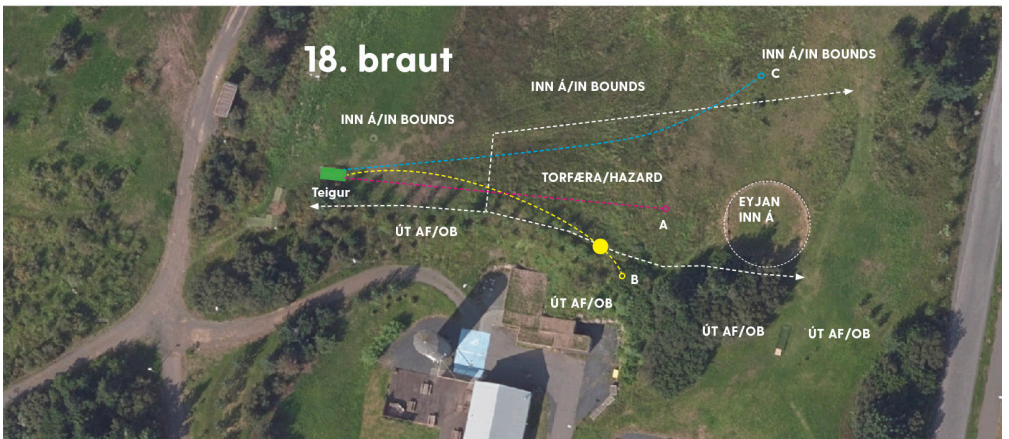 18. braut
INN Á/IN BOUNDS
C
INN Á/IN BOUNDS
INN Á/IN BOUNDS
TORFÆRA/HAZARD
Teigur
EYJAN
INN Á
A
ÚT AF/OB
B
ÚT AF/OB
ÚT AF/OB
ÚT AF/OB